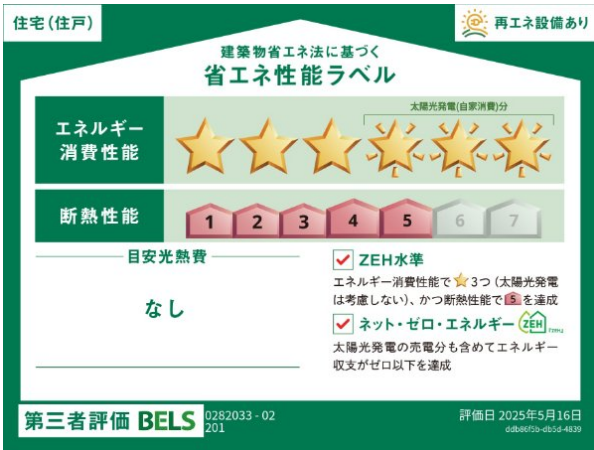 住宅(住戸)
再エネ設備あり
建築物省エネ法に基づく
省エネ性能ラベル
エネルギー
消費性能
太陽光発電(自家消費)分
断熱性能
1 2 3 4 5 6 7
目安光熱費
なし
ZEH水準
エネルギー消費性能で★3つ(太陽光発電
は考慮しない)、かつ断熱性能で5を達成
ネット・ゼロ・エネルギー ZEH
太陽光発電の売電分も含めてエネルギー
収支がゼロ以下を達成
第三者評価 BELS
0282033 - 02
201
評価日 2025年5月16日
ddb86f5b-db5d-4839